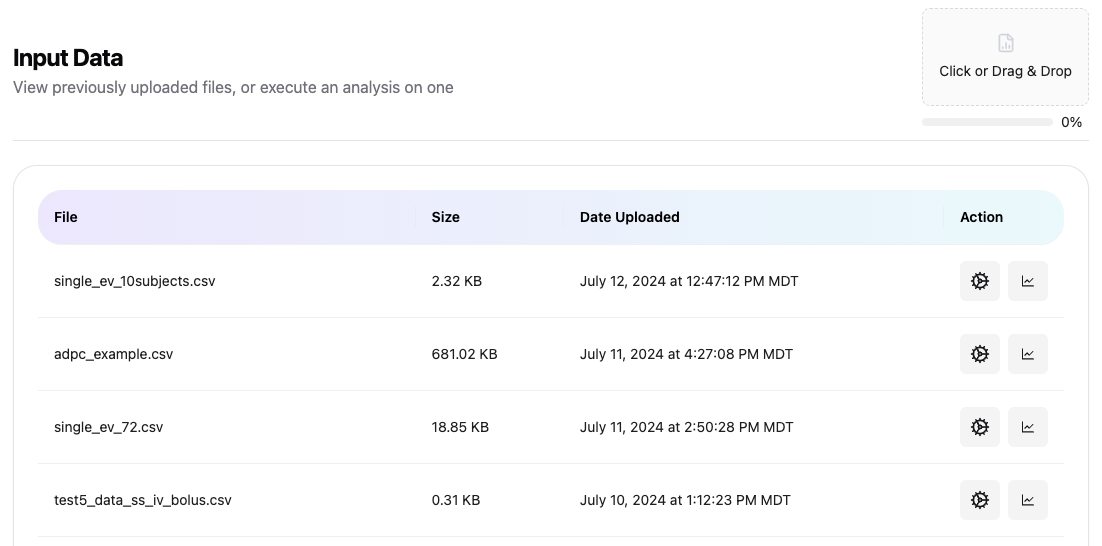 Input Data
View previously uploaded files, or execute an analysis on one
Click or Drag & Drop
0%
File Size Date Uploaded Action
single_ev_10subjects.csv 2.32 KB July 12, 2024 at 12:47:12 PM MDT
adpc_example.csv 681.02 KB July 11, 2024 at 4:27:08 PM MDT
single_ev_72.csv 18.85 KB July 11, 2024 at 2:50:28 PM MDT
test5_data_ss_iv_bolus.csv 0.31 KB July 10, 2024 at 1:12:23 PM MDT